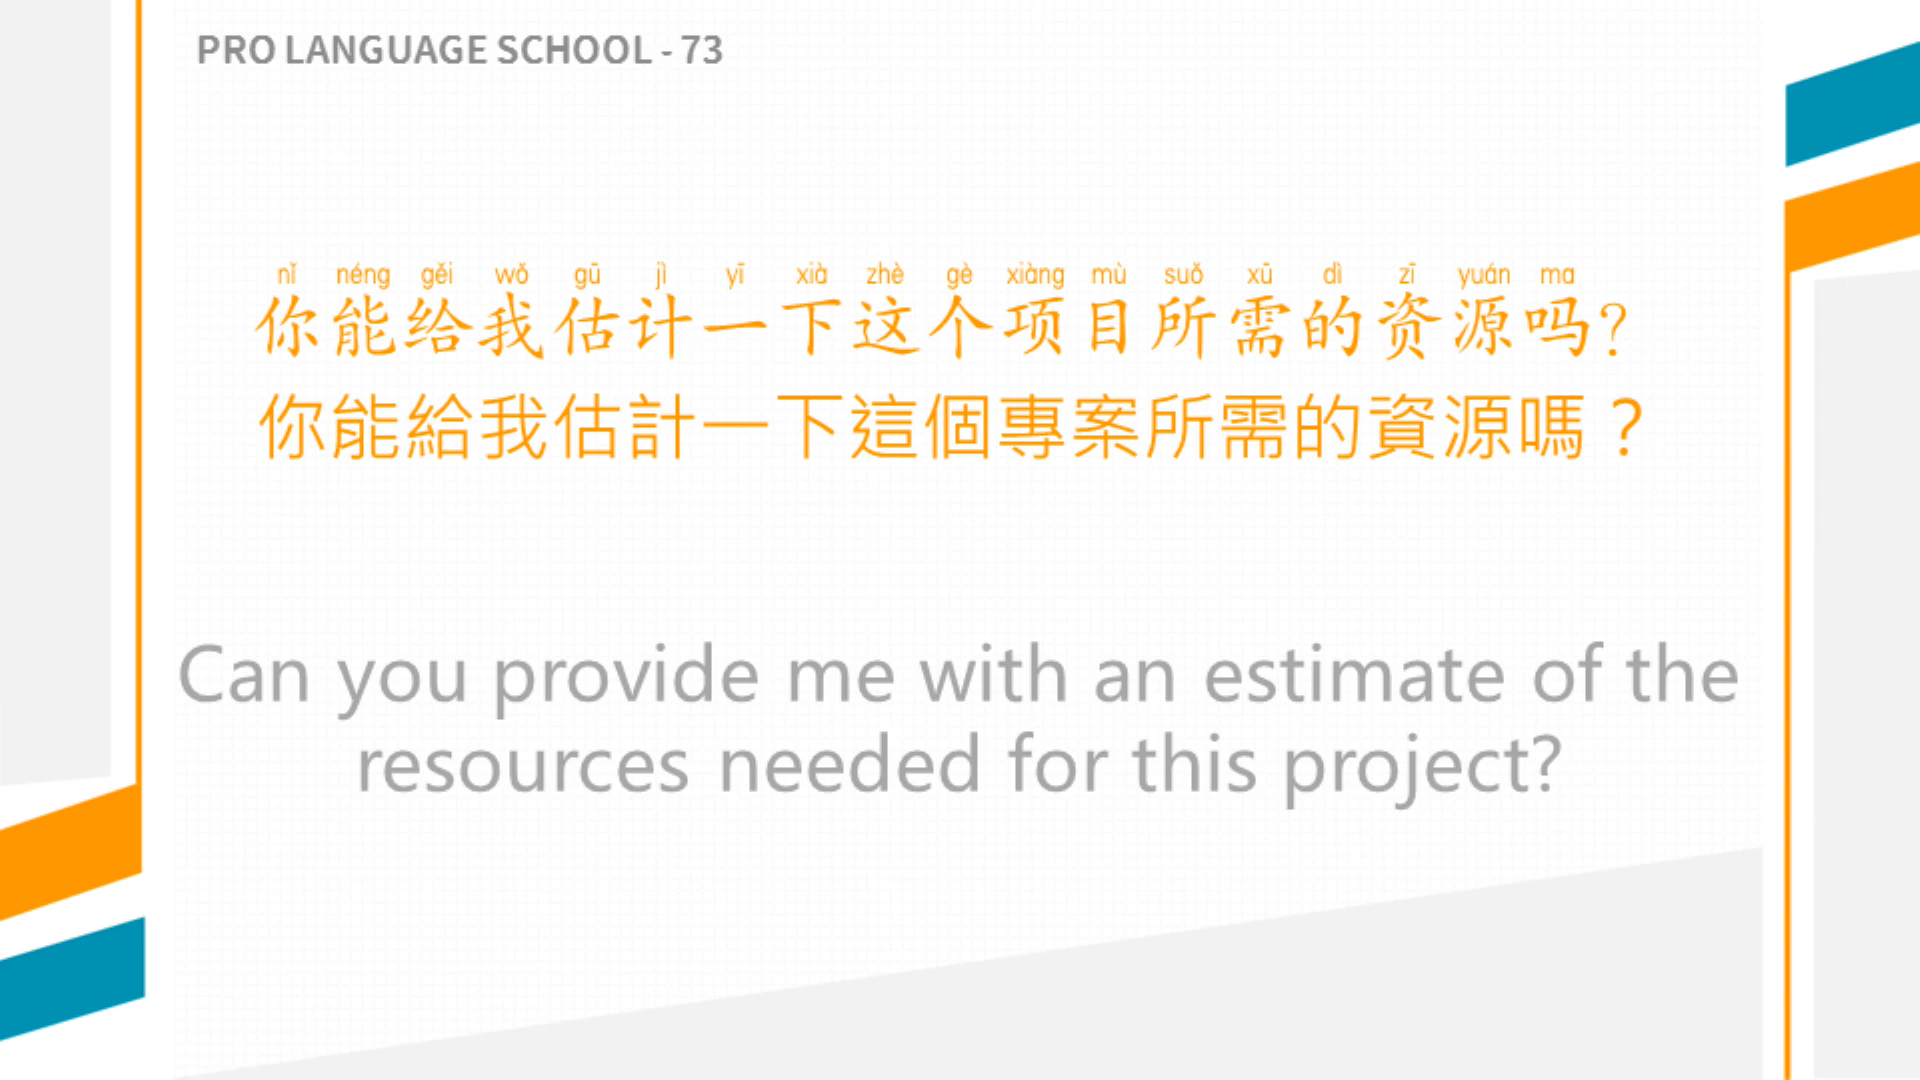 PRO LANGUAGE SCHOOL - 73
nǐ néng gěi wǒ gū jì yī xià zhè gè xiàng mù suǒ xū dì zī yuán ma
你能给我估计一下这个项目所需的资源吗?
你能給我估計一下這個專案所需的資源嗎？
Can you provide me with an estimate of the
resources needed for this project?